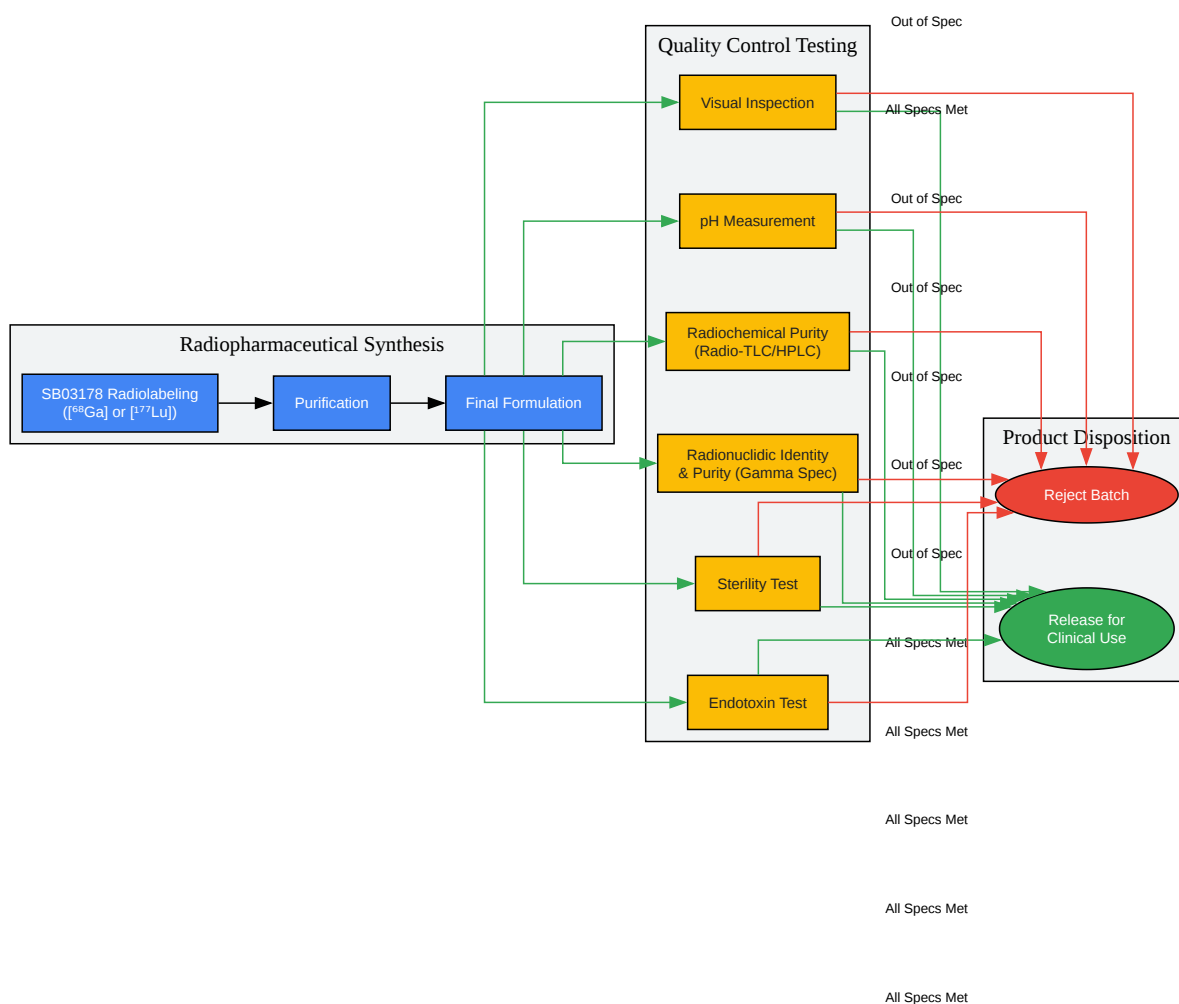 Out of Spec
Quality Control Testing
Visual Inspection
All Specs Met
Out of Spec
pH Measurement
Out of Spec
Radiochemical Purity
(Radio-TLC/HPLC)
Out of Spec
Radiopharmaceutical Synthesis
SB03178 Radiolabeling
([⁶⁸Ga] or [¹⁷⁷Lu])
Purification
Final Formulation
Radionuclidic Identity
& Purity (Gamma Spec)
Out of Spec
Product Disposition
Reject Batch
Out of Spec
Sterility Test
Release for
Clinical Use
All Specs Met
Endotoxin Test
All Specs Met
All Specs Met
All Specs Met
All Specs Met